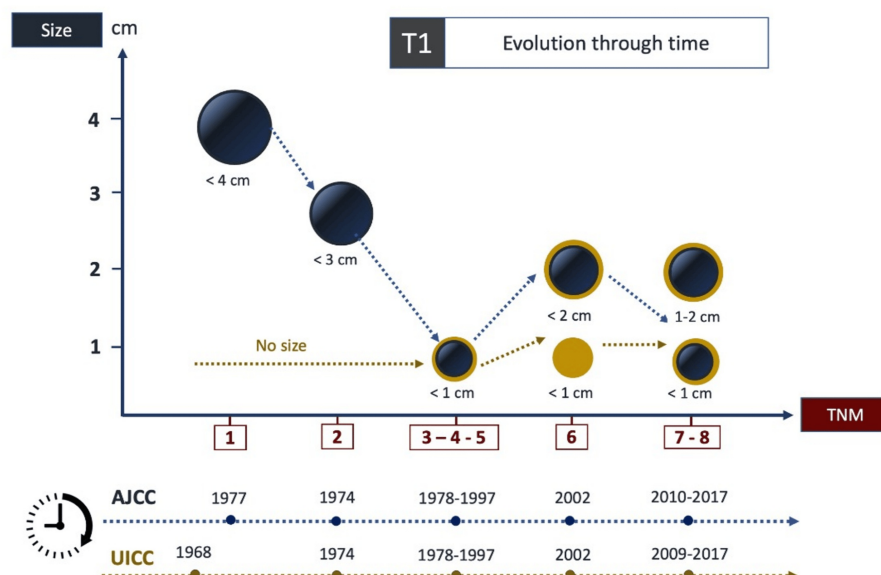 Size cm
T1 Evolution through time
4
< 4 cm
3
< 3 cm
2
< 2 cm 1-2 cm
No size
1
< 1 cm < 1 cm < 1 cm
TNM
1 2 3 – 4 - 5 6 7 - 8
AJCC 1977 1974 1978-1997 2002 2010-2017
UICC 1968 1974 1978-1997 2002 2009-2017